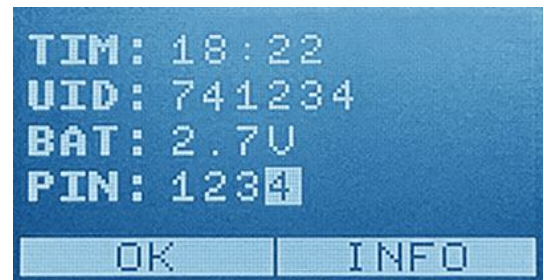 TIM: 18:22
UID: 741234
BAT: 2.7V
PIN: 1234
OK INFO